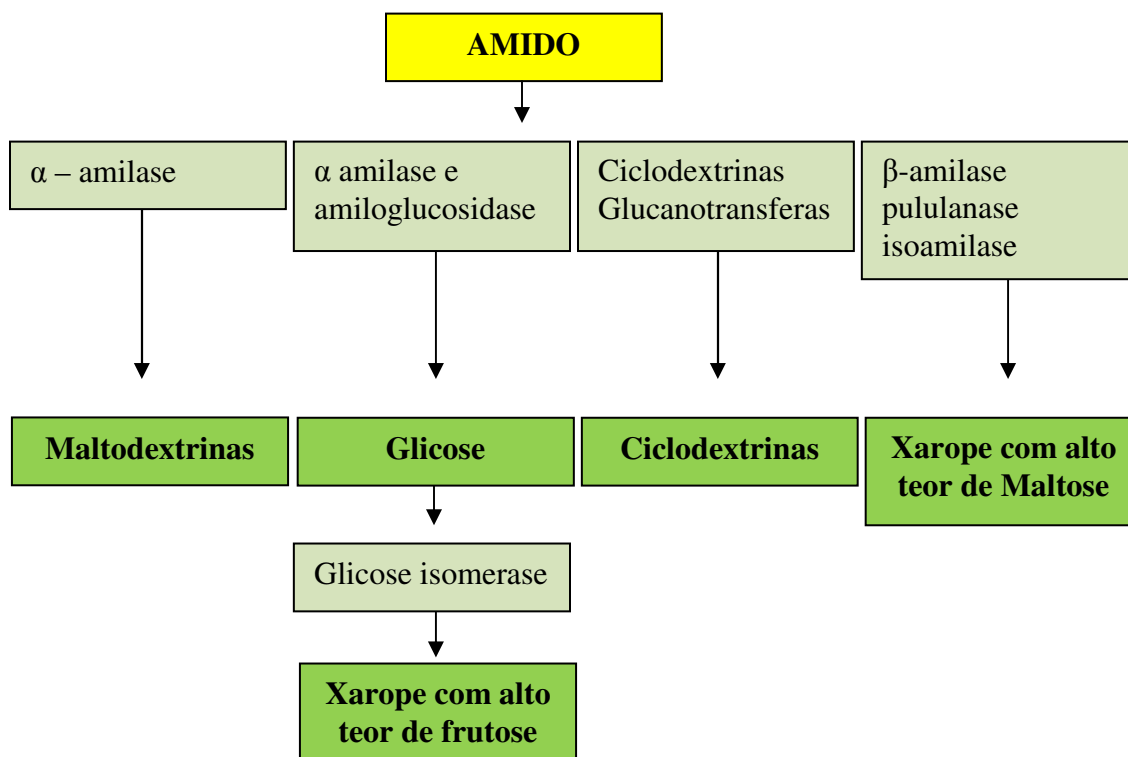 AMIDO
α – amilase
α amilase e
amiloglucosidase
Ciclodextrinas
Glucanotransferas
β-amilase
pululanase
isoamilase
Maltodextrinas
Glicose
Ciclodextrinas
Xarope com alto
teor de Maltose
Glicose isomerase
Xarope com alto
teor de frutose